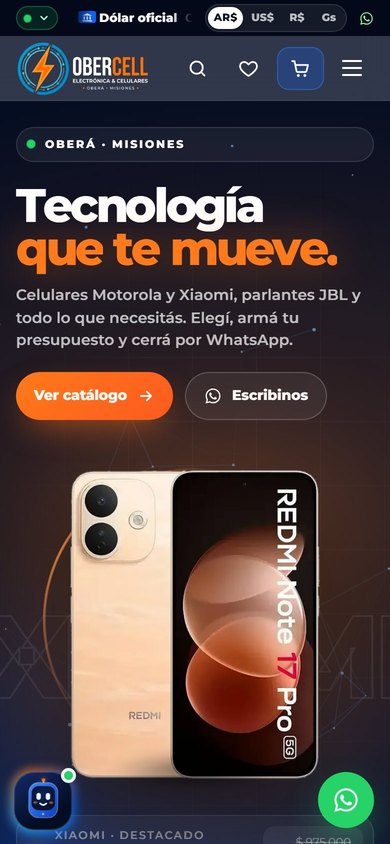 Dólar oficial
AR$ US$ R$ Gs
OBERCELL
ELECTRÓNICA & CELULARES
• OBERÁ • MISIONES •
OBERÁ · MISIONES
Tecnología
que te mueve.
Celulares Motorola y Xiaomi, parlantes JBL y
todo lo que necesitás. Elegí, armá tu
presupuesto y cerrá por WhatsApp.
Ver catálogo → Escribinos
REDMI Note 17 Pro 5G
REDMI
XIAOMI · DESTACADO
$ 975.000